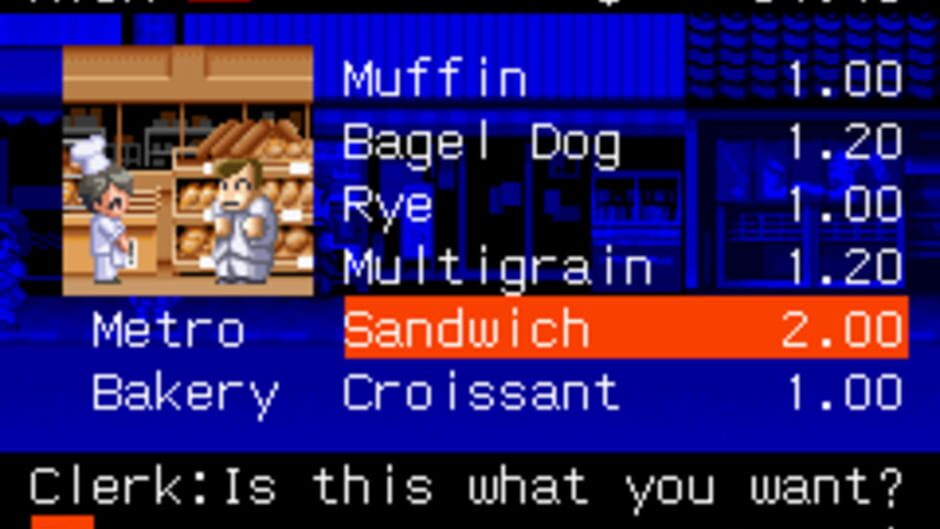 Muffin 1.00
Bagel Dog 1.20
Rye 1.00
Multigrain 1.20
Metro Sandwich 2.00
Bakery Croissant 1.00
Clerk:Is this what you want?